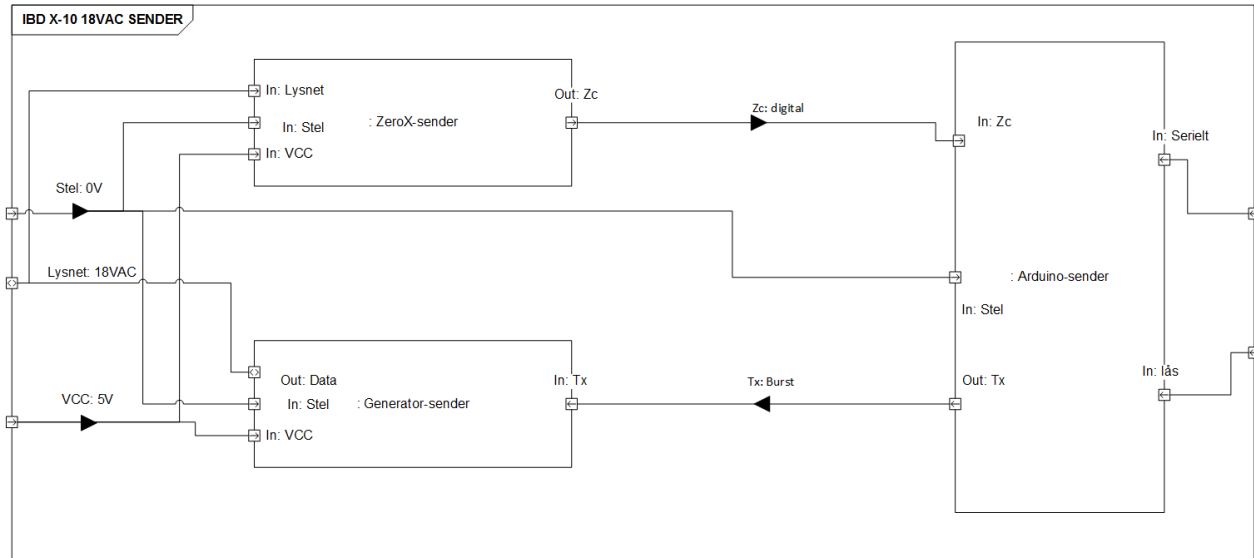 IBD X-10 18VAC SENDER
In: Lysnet
Out: Zc
In: Stel
: ZeroX-sender
In: VCC
Zc: digital
In: Zc
In: Serielt
Stel: 0V
Lysnet: 18VAC
: Arduino-sender
In: Stel
Out: Data
In: Tx
Tx: Burst
Out: Tx
In: lås
In: Stel
: Generator-sender
VCC: 5V
In: VCC